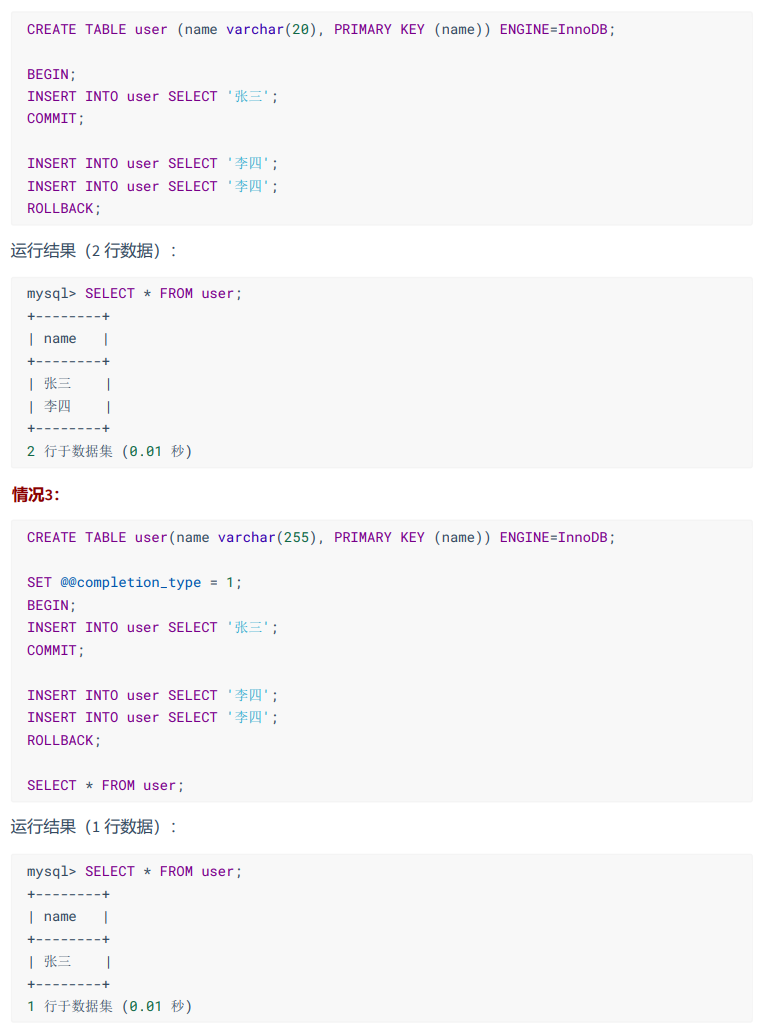 CREATE TABLE user (name varchar(20), PRIMARY KEY (name)) ENGINE=InnoDB;
BEGIN;
INSERT INTO user SELECT '张三';
COMMIT;
INSERT INTO user SELECT '李四';
INSERT INTO user SELECT '李四';
ROLLBACK;
运行结果（2 行数据）：
mysql> SELECT * FROM user;
+--------+
| name   |
+--------+
| 张三    |
| 李四    |
+--------+
2 行于数据集 (0.01 秒)
情况3：
CREATE TABLE user(name varchar(255), PRIMARY KEY (name)) ENGINE=InnoDB;
SET @@completion_type = 1;
BEGIN;
INSERT INTO user SELECT '张三';
COMMIT;
INSERT INTO user SELECT '李四';
INSERT INTO user SELECT '李四';
ROLLBACK;
SELECT * FROM user;
运行结果（1 行数据）：
mysql> SELECT * FROM user;
+--------+
| name   |
+--------+
| 张三    |
+--------+
1 行于数据集 (0.01 秒)